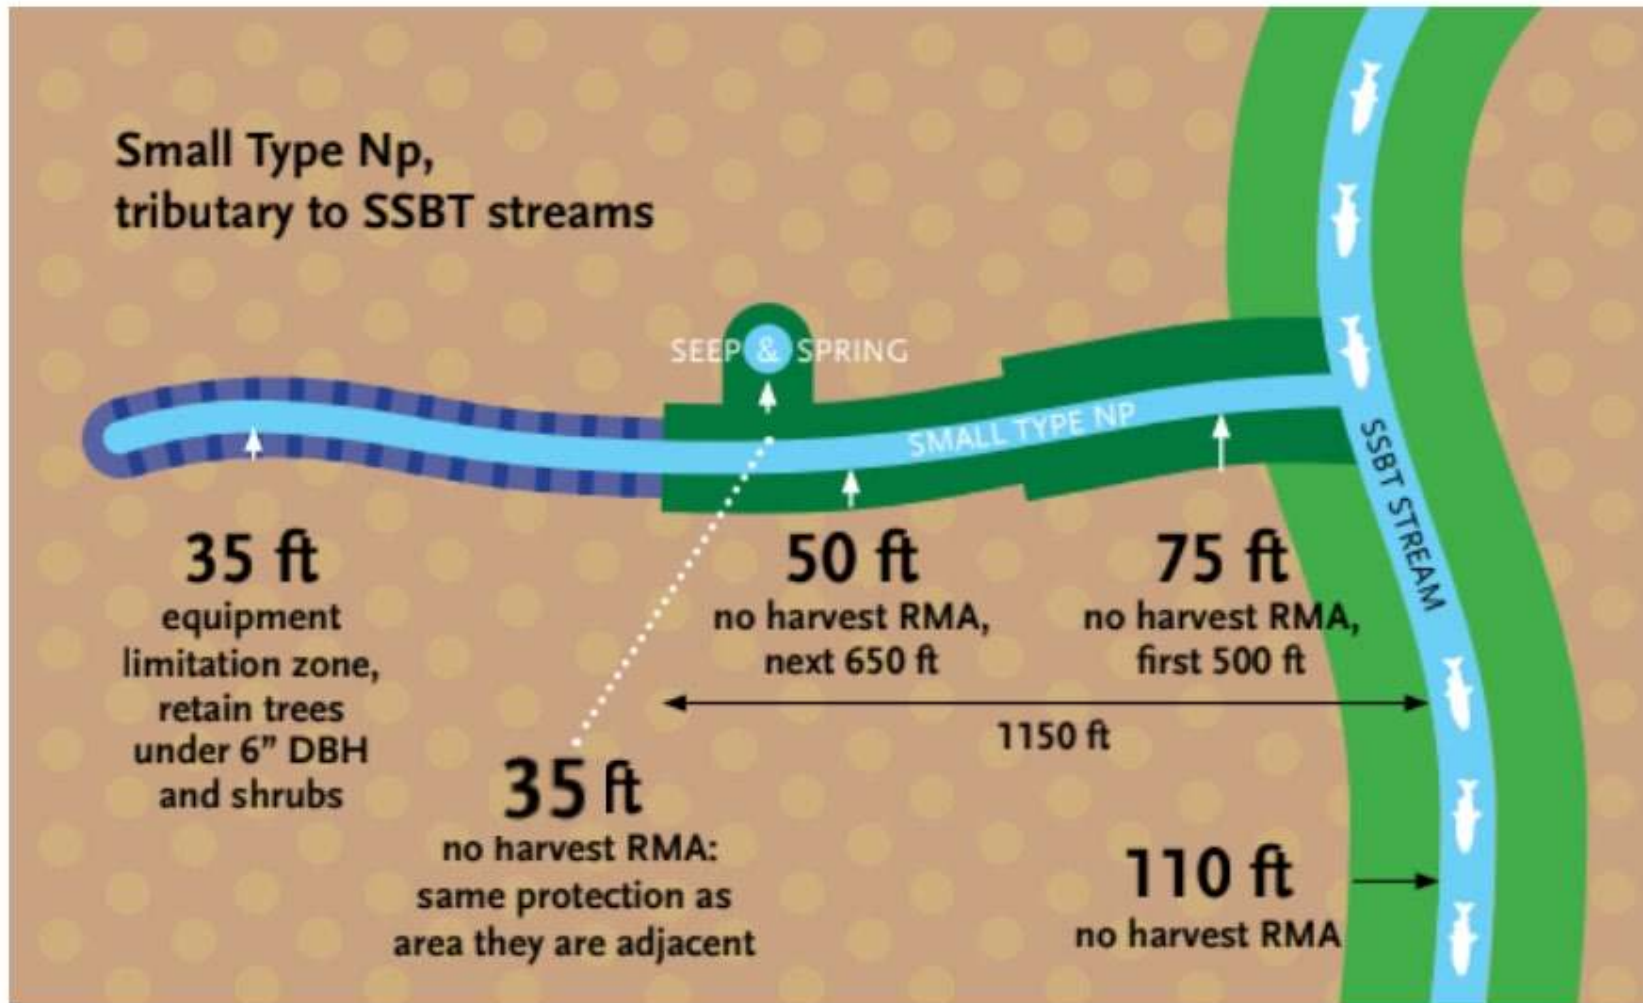 Small Type Np,
tributary to SSBT streams
SEEP & SPRING
SMALL TYPE NP
SSBT STREAM
35 ft
equipment
limitation zone,
retain trees
under 6” DBH
and shrubs
50 ft
no harvest RMA,
next 650 ft
75 ft
no harvest RMA,
first 500 ft
1150 ft
35 ft
no harvest RMA:
same protection as
area they are adjacent
110 ft
no harvest RMA